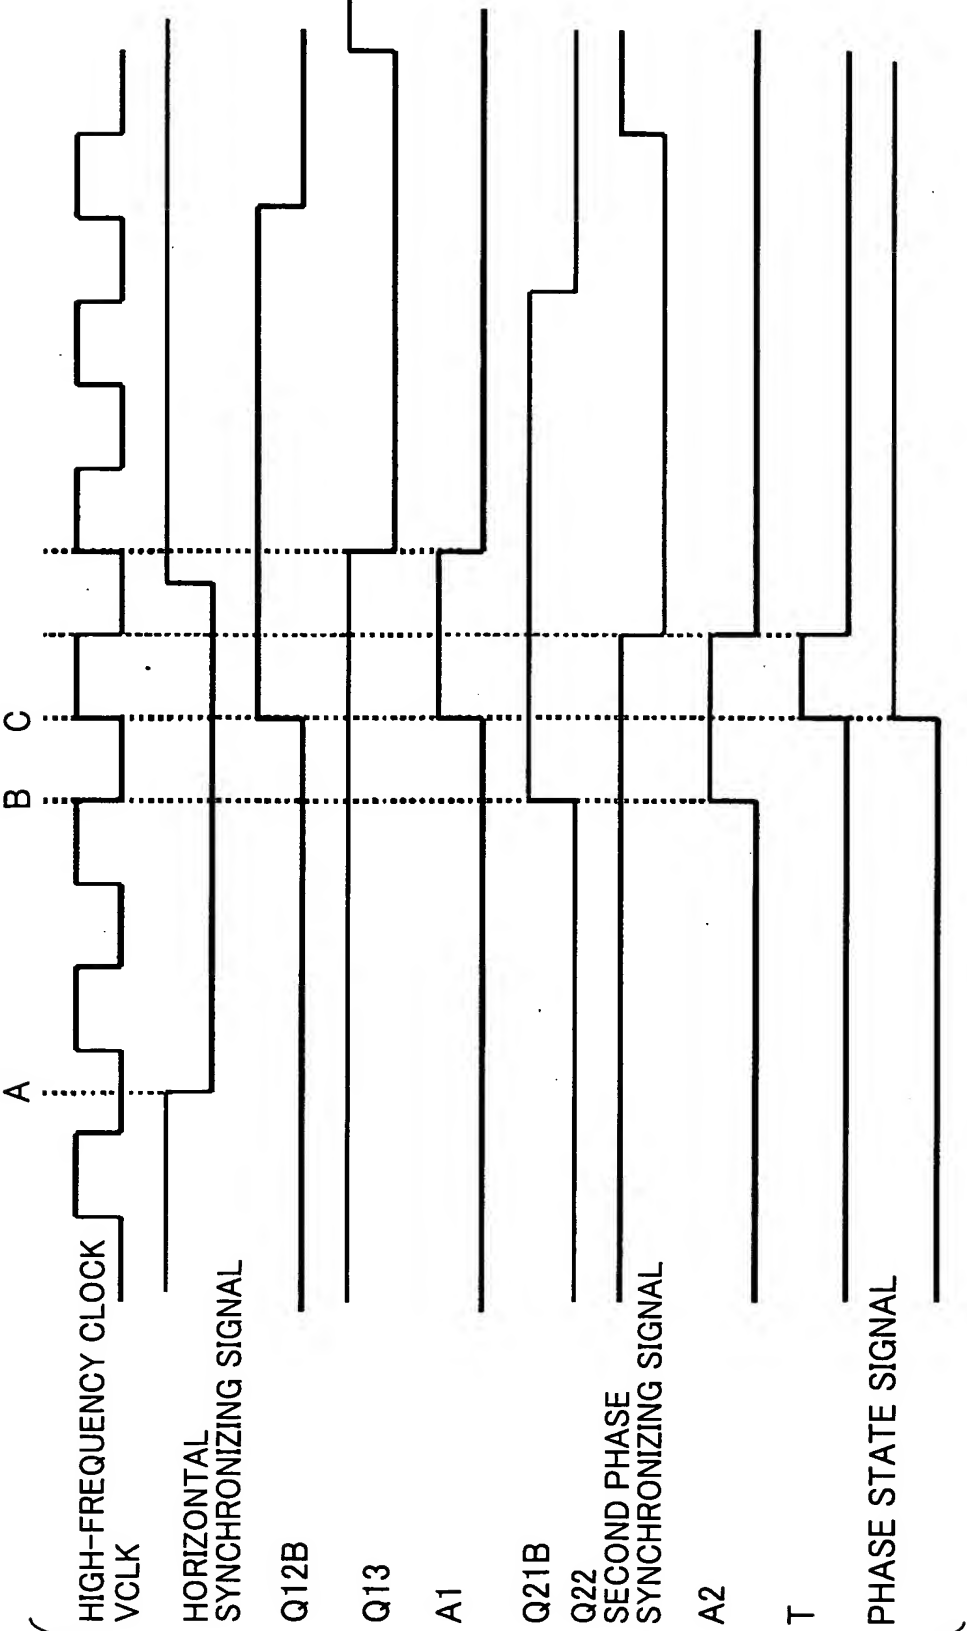 A
B
C
HIGH-FREQUENCY CLOCK
VCLK
HORIZONTAL
SYNCHRONIZING SIGNAL
Q12B
Q13
A1
Q21B
Q22
SECOND PHASE
SYNCHRONIZING SIGNAL
A2
T
PHASE STATE SIGNAL